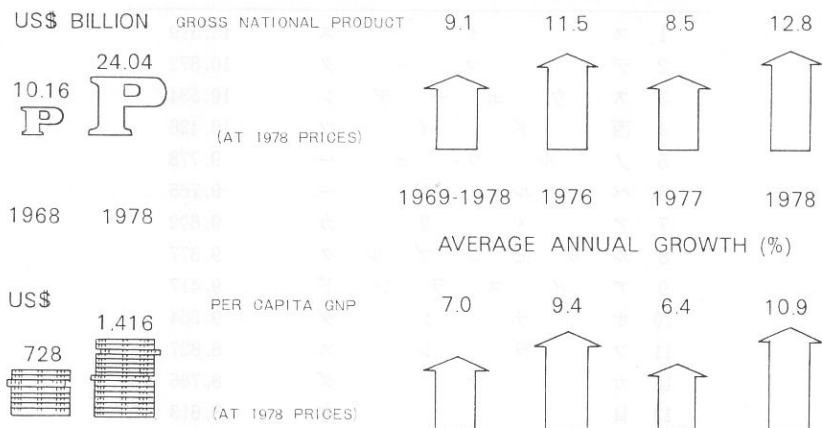 US$ BILLION GROSS NATIONAL PRODUCT 9.1 11.5 8.5 12.8
24.04
10.16
P P
(AT 1978 PRICES)
1969-1978 1976 1977 1978
1968 1978
AVERAGE ANNUAL GROWTH (%)
US$ PER CAPITA GNP 7.0 9.4 6.4 10.9
1,416
728
(AT 1978 PRICES)